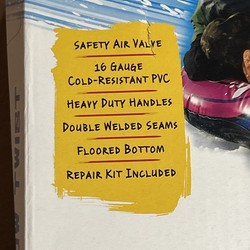 Safety Air Valve
16 Gauge
Cold-Resistant PVC
Heavy Duty Handles
Double Welded Seams
Floored Bottom
Repair Kit Included